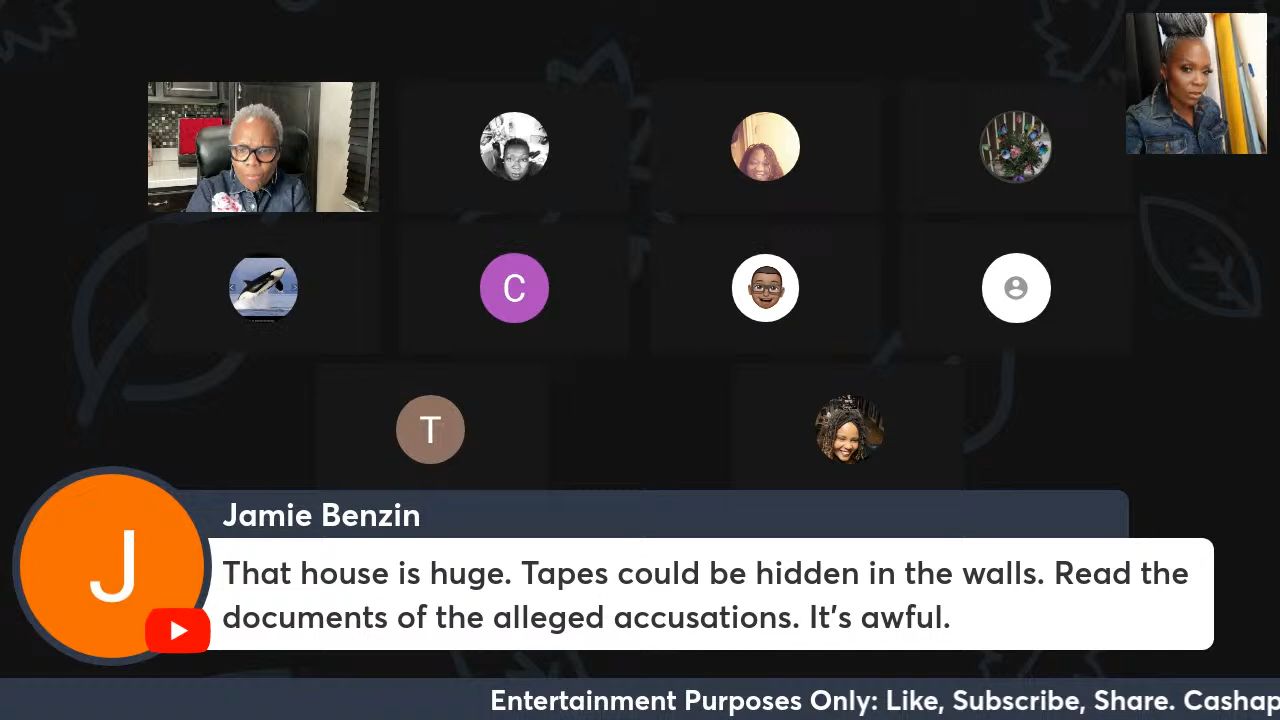 C
T
J
Jamie Benzin
That house is huge. Tapes could be hidden in the walls. Read the
documents of the alleged accusations. It's awful.
Entertainment Purposes Only: Like, Subscribe, Share. Cashap